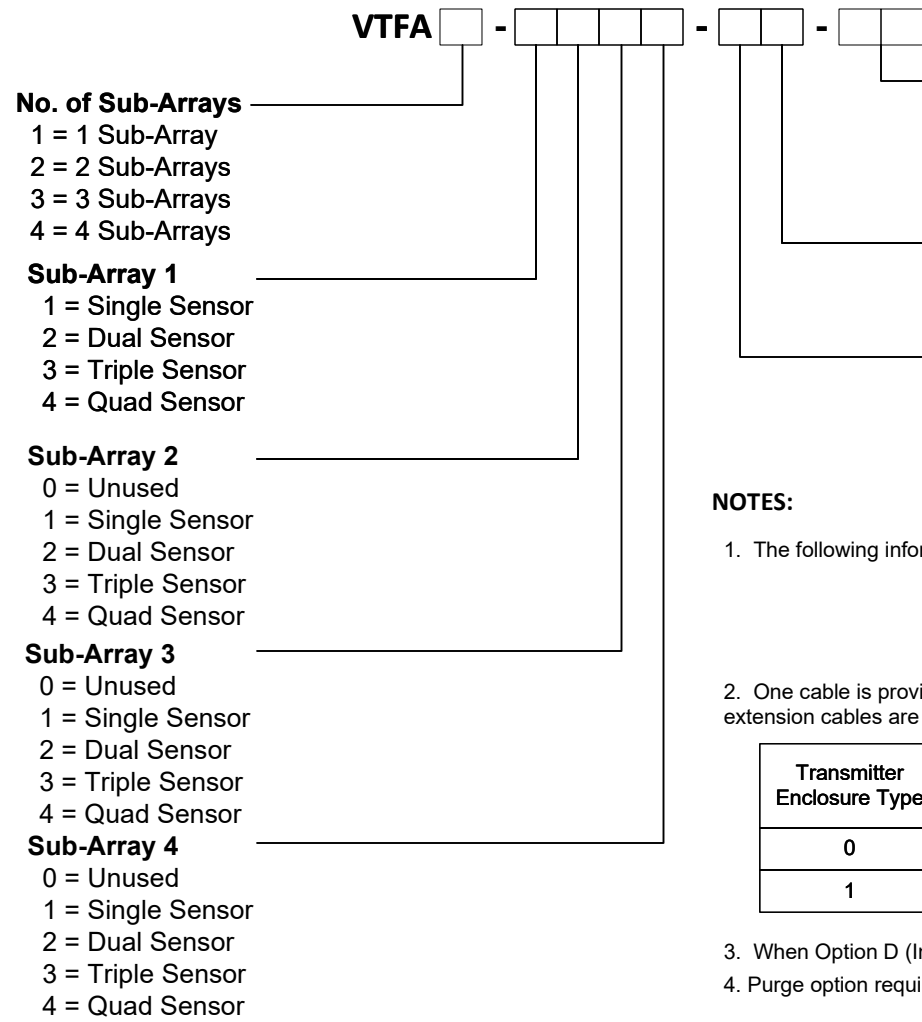 VTFA - - -
No. of Sub-Arrays
1 = 1 Sub-Array
2 = 2 Sub-Arrays
3 = 3 Sub-Arrays
4 = 4 Sub-Arrays
Sub-Array 1
1 = Single Sensor
2 = Dual Sensor
3 = Triple Sensor
4 = Quad Sensor
Sub-Array 2
0 = Unused
1 = Single Sensor
2 = Dual Sensor
3 = Triple Sensor
4 = Quad Sensor
Sub-Array 3
0 = Unused
1 = Single Sensor
2 = Dual Sensor
3 = Triple Sensor
4 = Quad Sensor
Sub-Array 4
0 = Unused
1 = Single Sensor
2 = Dual Sensor
3 = Triple Sensor
4 = Quad Sensor
NOTES:
1. The following
2. One cable is
extension cables are
Transmitter
Enclosure Type
0
1
3. When Option D
4. Purge option